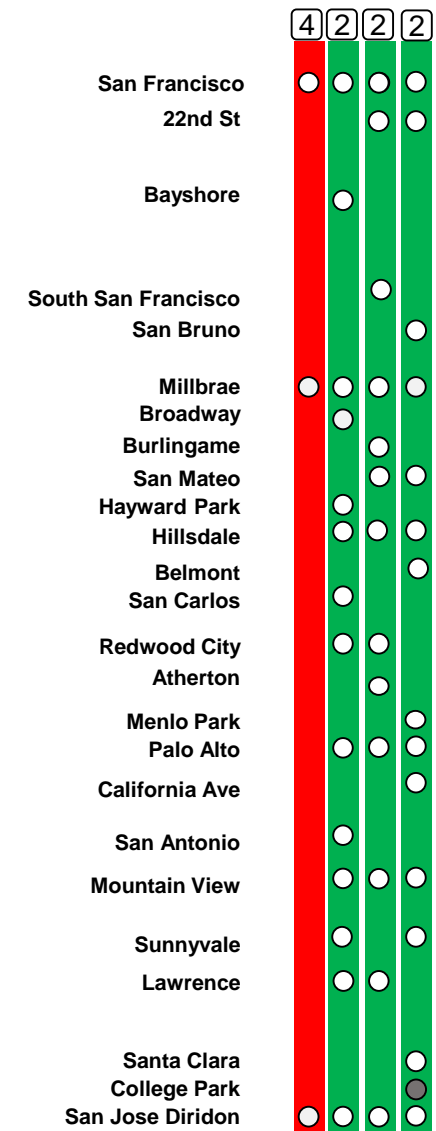 4 2 2 2
San Francisco
22nd St
Bayshore
South San Francisco
San Bruno
Millbrae
Broadway
Burlingame
San Mateo
Hayward Park
Hillsdale
Belmont
San Carlos
Redwood City
Atherton
Menlo Park
Palo Alto
California Ave
San Antonio
Mountain View
Sunnyvale
Lawrence
Santa Clara
College Park
San Jose Diridon